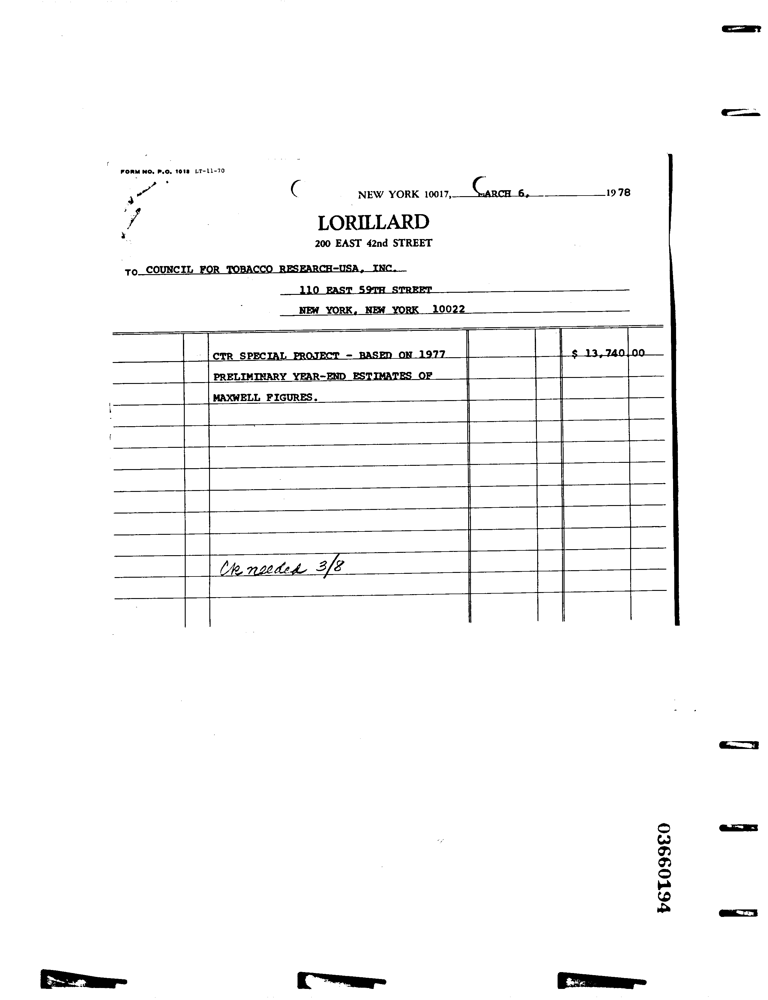 FORM NO. P.O. 1018 L7-11-70
NEW YORK 10017, MARCH 6, 1978
LORILLARD
200 EAST 42nd STREET
TO COUNCIL FOR TOBACCO RESEARCH-USA, INC.
110 EAST 59TH STREET
NEW YORK, NEW YORK 10022
CTR SPECIAL PROJECT - BASED ON 1977 $ 13,740.00
PRELIMINARY YEAR-END ESTIMATES OF
MAXWELL FIGURES.
Ck needed 3/8
03660194